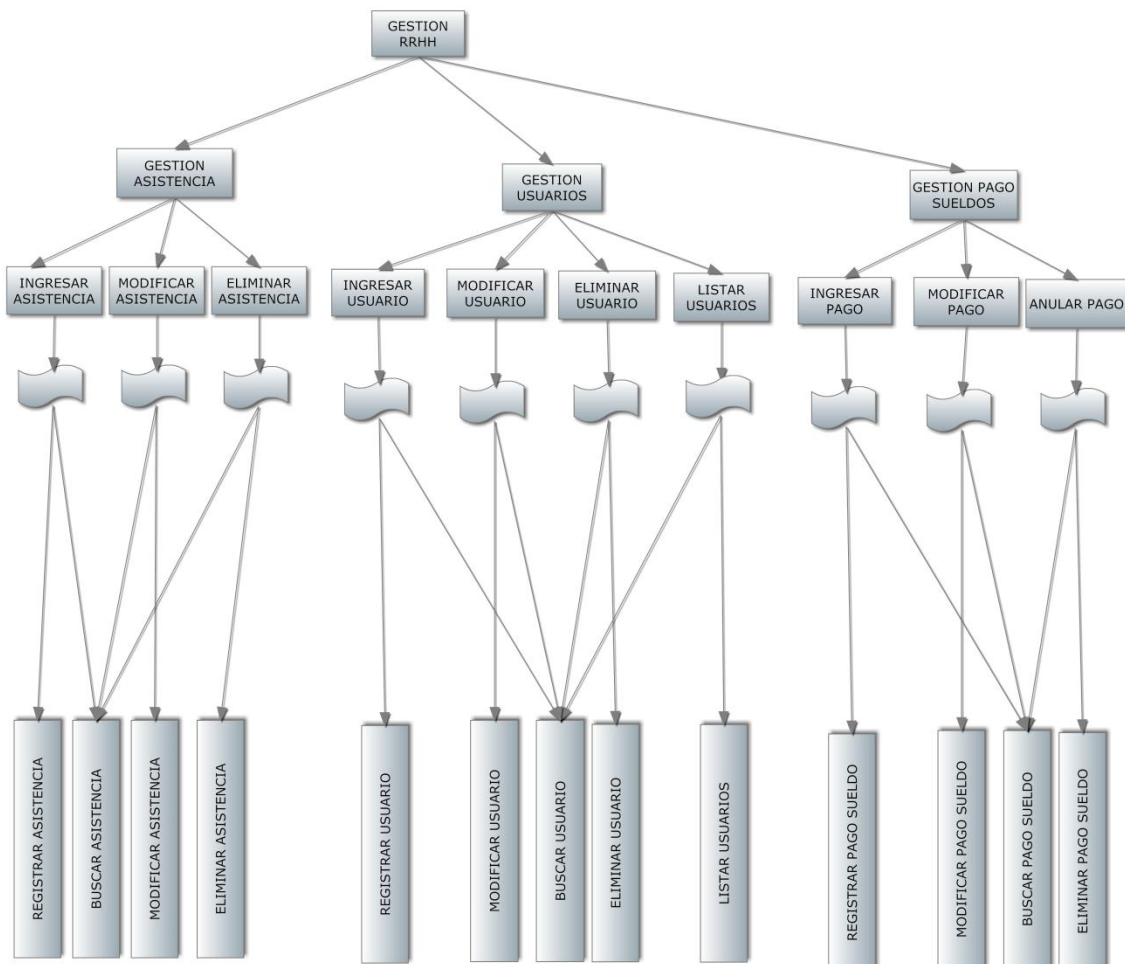 GESTION
RRHH
GESTION
ASISTENCIA
GESTION
USUARIOS
GESTION PAGO
SUELDOS
INGRESAR
ASISTENCIA
MODIFICAR
ASISTENCIA
ELIMINAR
ASISTENCIA
INGRESAR
USUARIO
MODIFICAR
USUARIO
ELIMINAR
USUARIO
LISTAR
USUARIOS
INGRESAR
PAGO
MODIFICAR
PAGO
ANULAR PAGO
REGISTRAR ASISTENCIA
BUSCAR ASISTENCIA
MODIFICAR ASISTENCIA
ELIMINAR ASISTENCIA
REGISTRAR USUARIO
MODIFICAR USUARIO
BUSCAR USUARIO
ELIMINAR USUARIO
LISTAR USUARIOS
REGISTRAR PAGO SUELDO
MODIFICAR PAGO SUELDO
BUSCAR PAGO SUELDO
ELIMINAR PAGO SUELDO